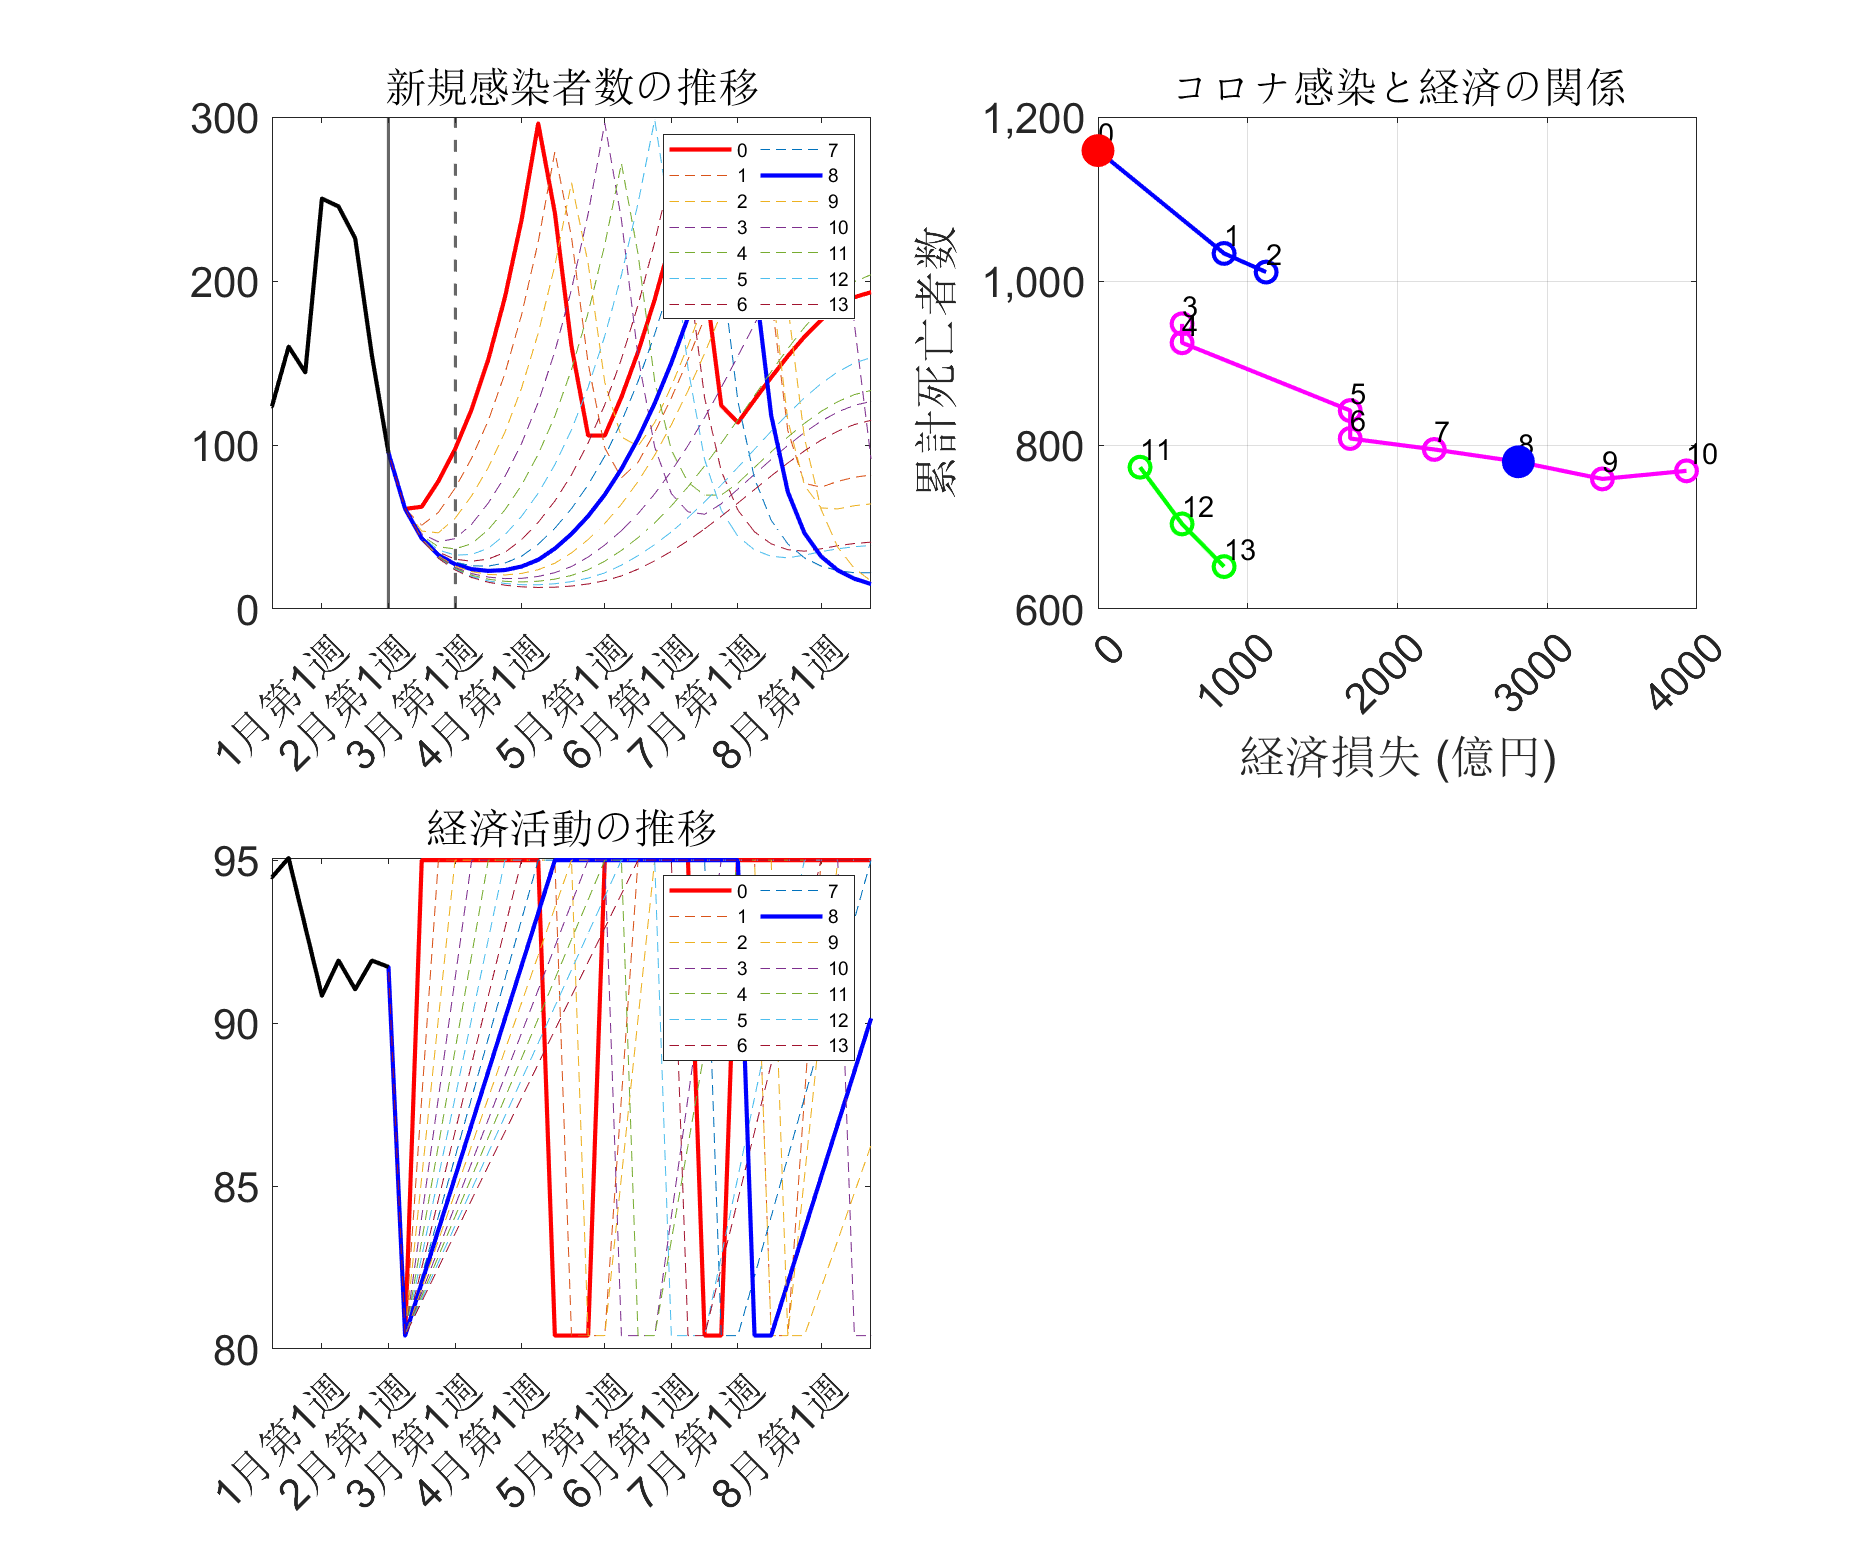 新規感染者数の推移
300
200
100
0
0
1
2
3
4
5
6
7
8
9
10
11
12
13
1月第1週
2月第1週
3月第1週
4月第1週
5月第1週
6月第1週
7月第1週
8月第1週
コロナ感染と経済の関係
累計死亡者数
1,200
1,000
800
600
0
1
2
3
4
5
6
7
8
9
10
11
12
13
0
1000
2000
3000
4000
経済損失 (億円)
経済活動の推移
95
90
85
80
0
1
2
3
4
5
6
7
8
9
10
11
12
13
1月第1週
2月第1週
3月第1週
4月第1週
5月第1週
6月第1週
7月第1週
8月第1週